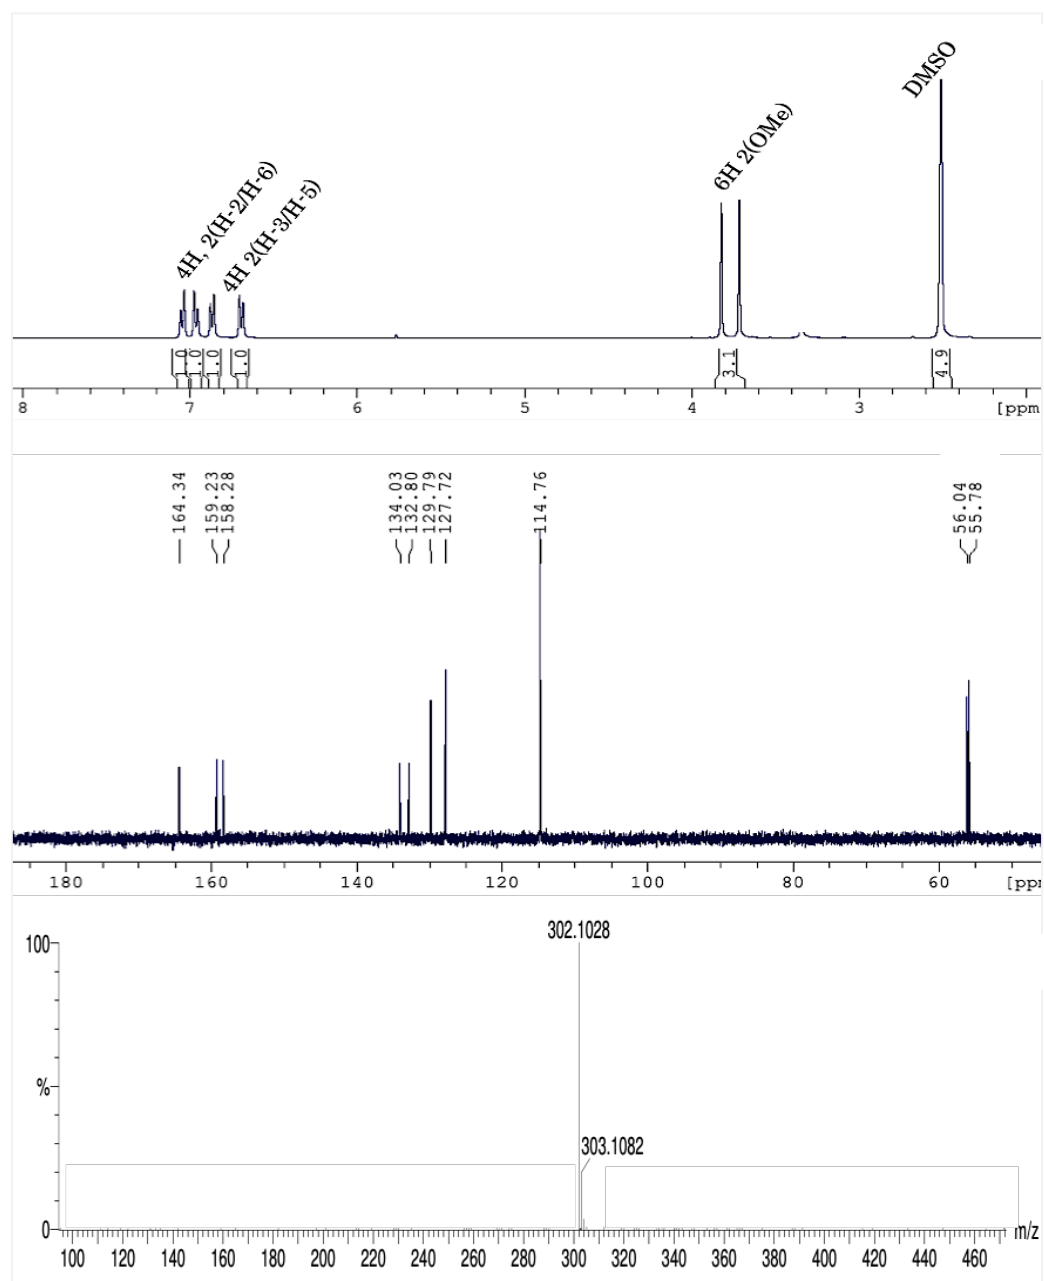 DMSO
6H 2(OMe)
4H, 2(H-2/H-6)
4H 2(H-3/H-5)
1.0 1.0 1.0 1.0 3.1 4.9
8 7 6 5 4 3 [ppm
164.34 159.23 158.28 134.03 132.80 129.79 127.72 114.76 56.04 55.78
180 160 140 120 100 80 60 [ppm
302.1028
100
%
303.1082
0
m/z
100 120 140 160 180 200 220 240 260 280 300 320 340 360 380 400 420 440 460